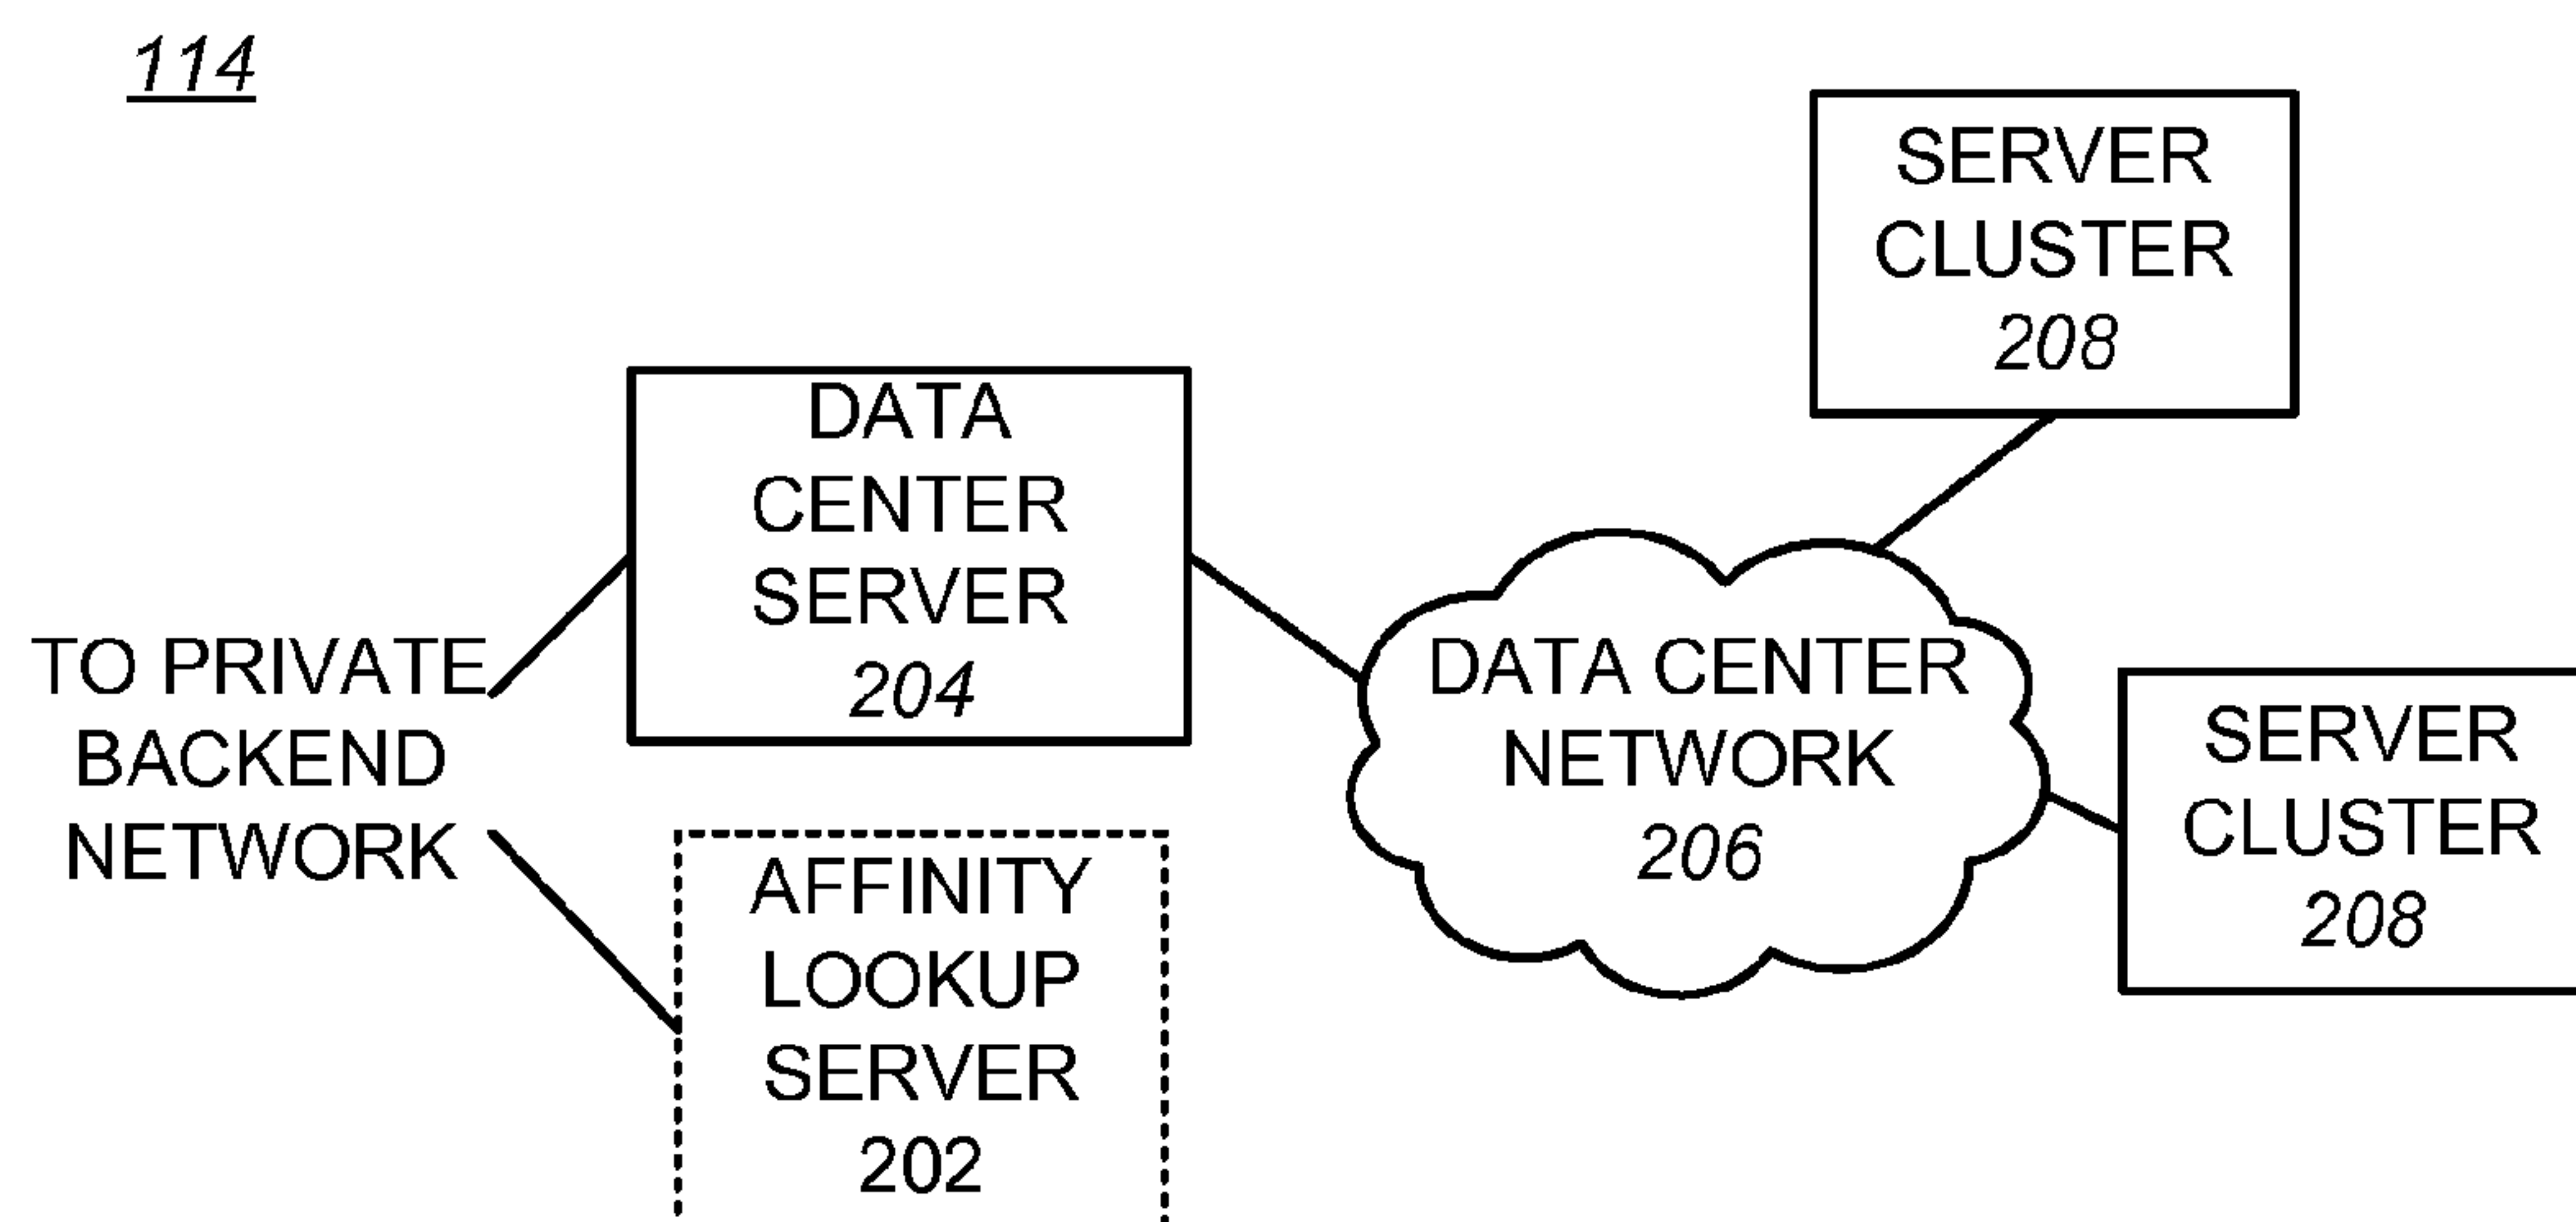 114
SERVER
CLUSTER
208
DATA
CENTER
SERVER
204
TO PRIVATE
BACKEND
NETWORK
DATA CENTER
NETWORK
206
SERVER
CLUSTER
208
AFFINITY
LOOKUP
SERVER
202